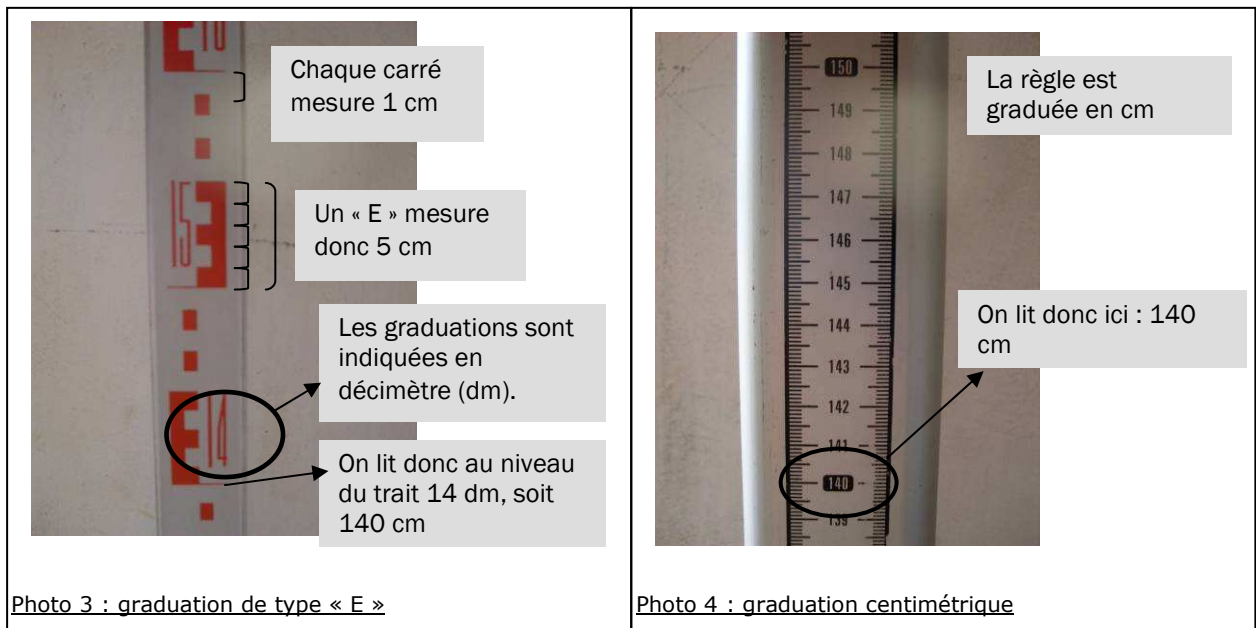 16
Chaque carré
mesure 1 cm
15
Un « E » mesure
donc 5 cm
Les graduations sont
indiquées en
décimètre (dm).
14
On lit donc au niveau
du trait 14 dm, soit
140 cm
Photo 3 : graduation de type « E »
150
La règle est
graduée en cm
149
148
147
146
145
On lit donc ici : 140
cm
144
143
142
141
140
139
Photo 4 : graduation centimétrique